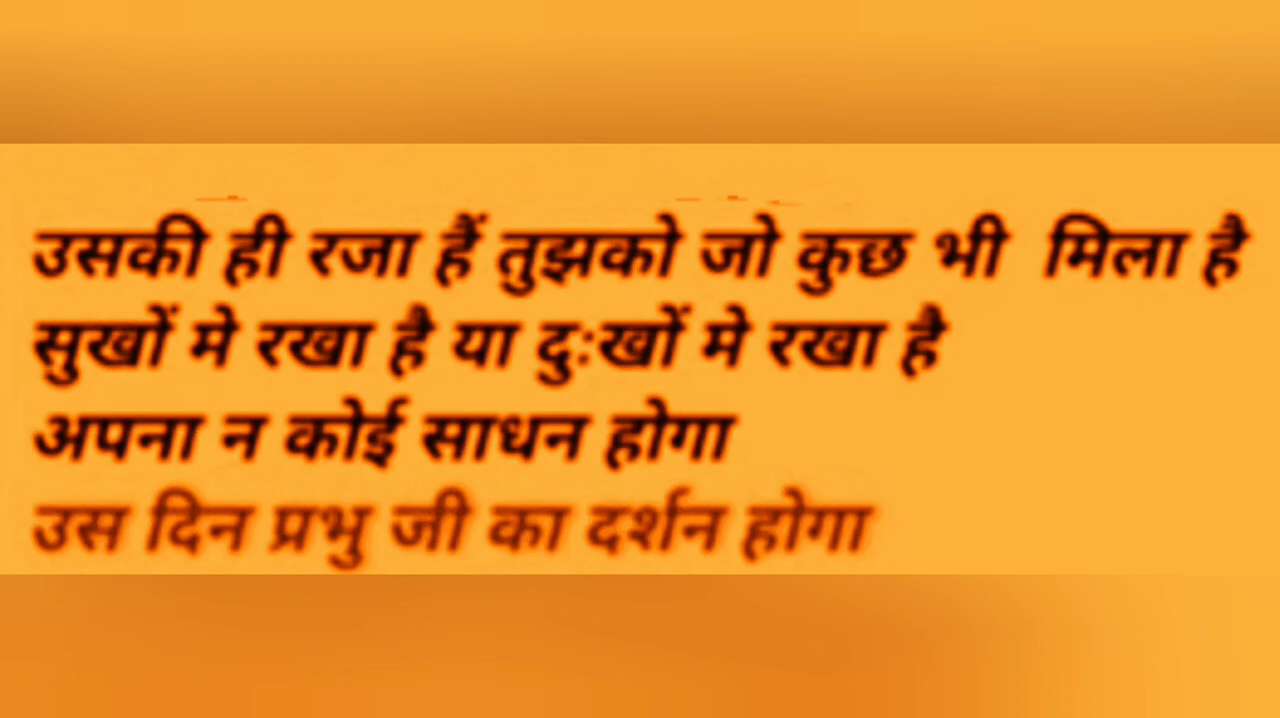 उसकी ही रजा हैं तुझको जो कुछ भी मिला है
सुखों मे रखा है या दुःखों मे रखा है
अपना न कोई साधन होगा
उस दिन प्रभु जी का दर्शन होगा